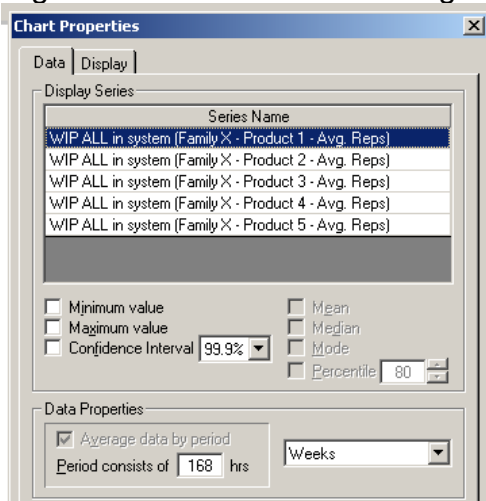 Chart Properties
Data Display
Display Series
Series Name
WIP ALL in system (Family X - Product 1 - Avg. Reps)
WIP ALL in system (Family X - Product 2 - Avg. Reps)
WIP ALL in system (Family X - Product 3 - Avg. Reps)
WIP ALL in system (Family X - Product 4 - Avg. Reps)
WIP ALL in system (Family X - Product 5 - Avg. Reps)
Minimum value
Maximum value
Confidence Interval 99.9%
Mean
Median
Mode
Percentile 80
Data Properties
Average data by period
Period consists of 168 hrs
Weeks